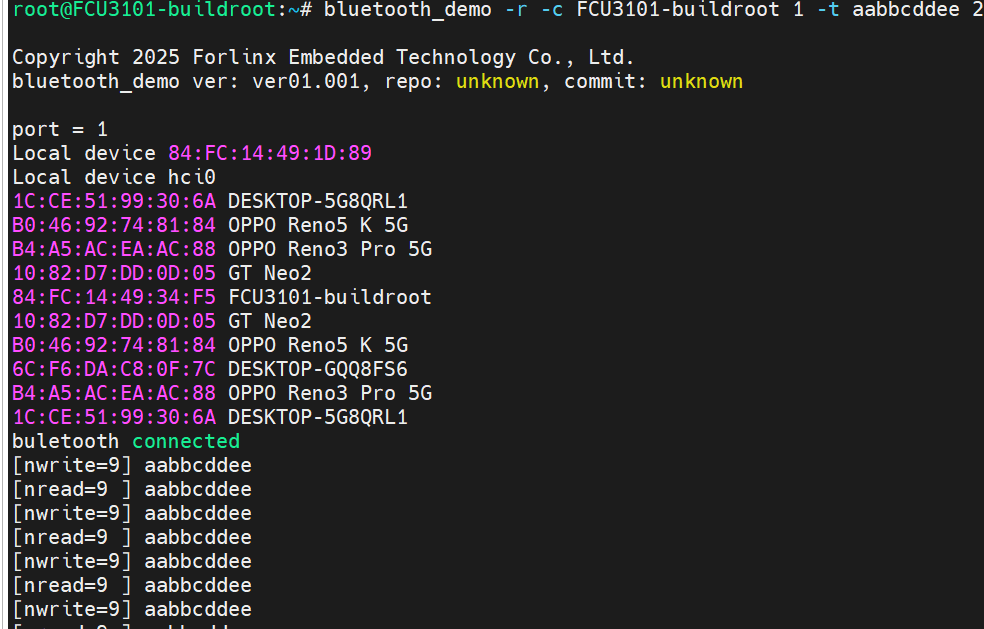 root@FCU3101-buildroot:~# bluetooth_demo -r -c FCU3101-buildroot 1 -t aabbcddee 2
Copyright 2025 Forlinx Embedded Technology Co., Ltd.
bluetooth_demo ver: ver01.001, repo: unknown, commit: unknown
port = 1
Local device 84:FC:14:49:1D:89
Local device hci0
1C:CE:51:99:30:6A DESKTOP-5G8QRL1
B0:46:92:74:81:84 OPPO Reno5 K 5G
B4:A5:AC:EA:AC:88 OPPO Reno3 Pro 5G
10:82:D7:DD:0D:05 GT Neo2
84:FC:14:49:34:F5 FCU3101-buildroot
10:82:D7:DD:0D:05 GT Neo2
B0:46:92:74:81:84 OPPO Reno5 K 5G
6C:F6:DA:C8:0F:7C DESKTOP-GQQ8FS6
B4:A5:AC:EA:AC:88 OPPO Reno3 Pro 5G
1C:CE:51:99:30:6A DESKTOP-5G8QRL1
buletooth connected
[nwrite=9] aabbcddee
[nread=9 ] aabbcddee
[nwrite=9] aabbcddee
[nread=9 ] aabbcddee
[nwrite=9] aabbcddee
[nread=9 ] aabbcddee
[nwrite=9] aabbcddee